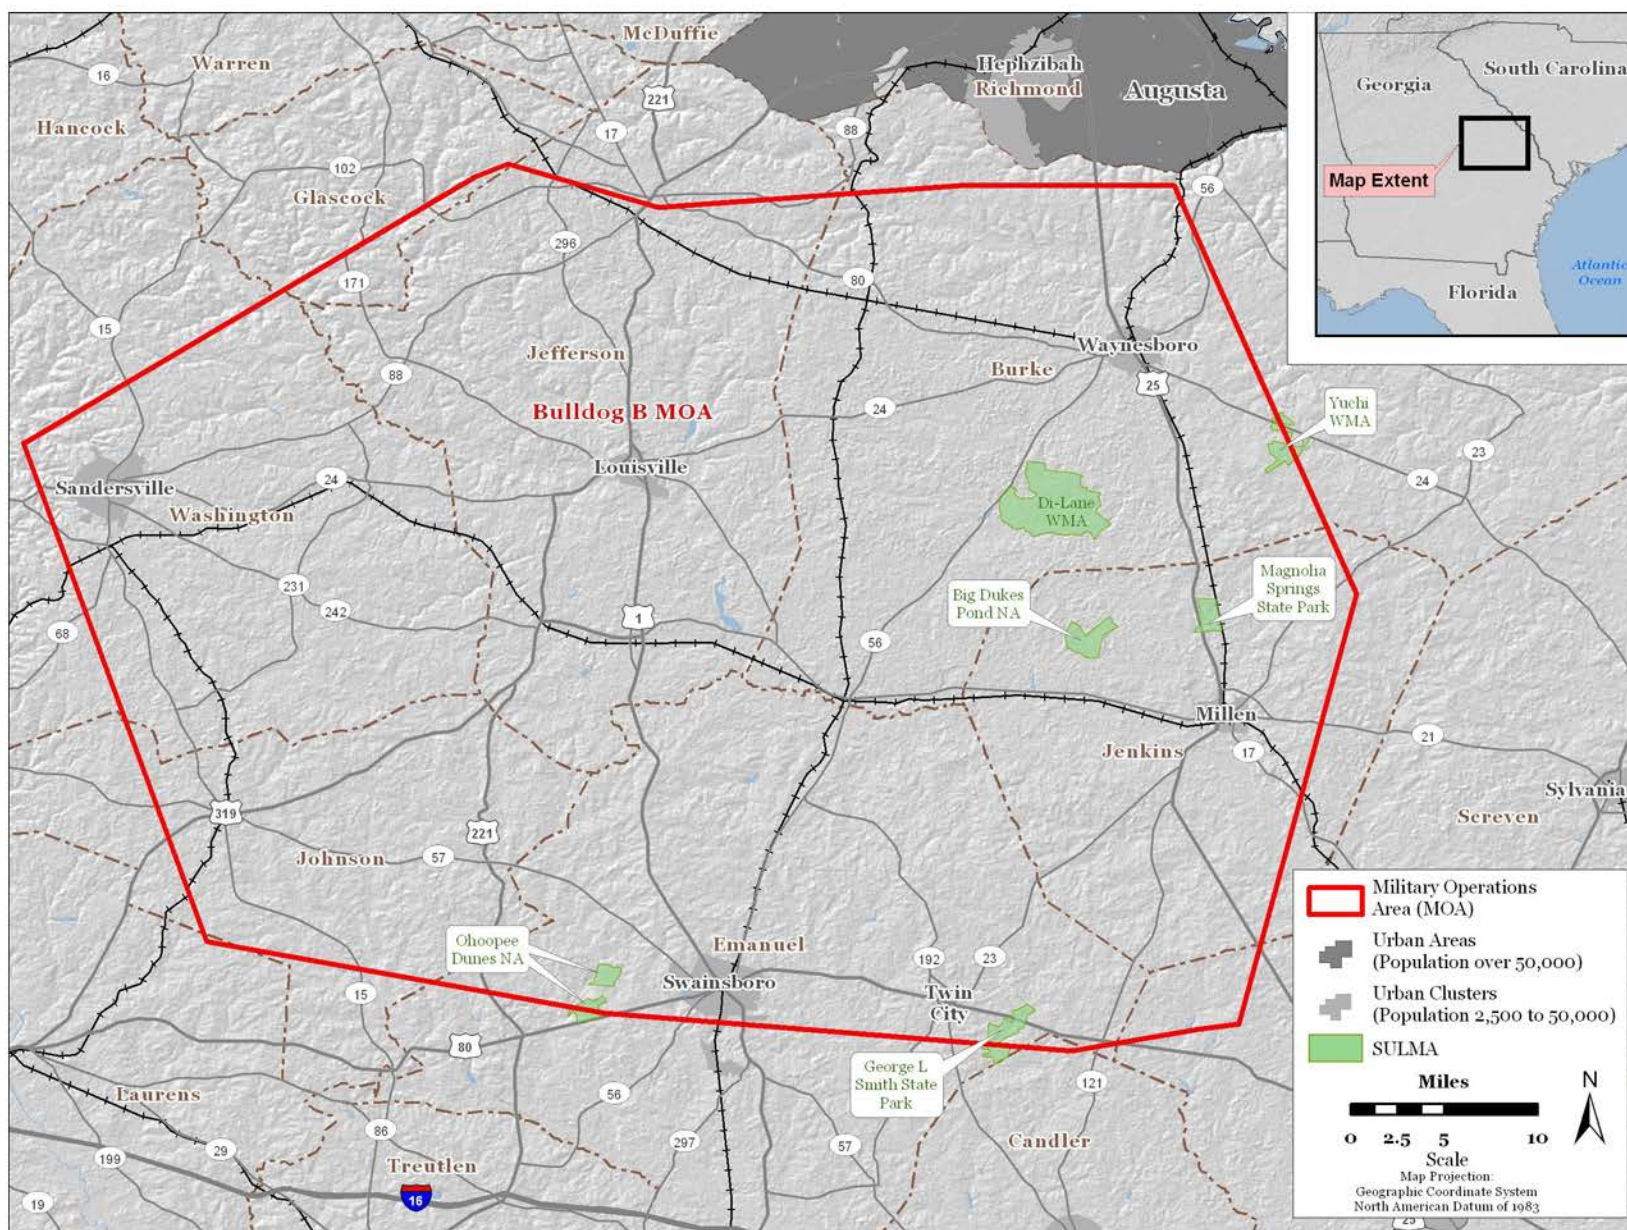 McDuffie
Warren
16
Hancock
221
17
Hephzibah
Richmond
Augusta
88
102
Glascock
56
296
171
80
15
Jefferson
88
Waynesboro
Burke
25
Bulldog B MOA
24
Yuchi
WMA
23
24
Louisville
Sandersville
24
Washington
Di-Lane
WMA
231
242
68
1
56
Big Dukes
Pond NA
Magnolia
Springs
State Park
Millen
21
Jenkins
17
Sylvania
Screven
319
221
Johnson
57
Ohoopee
Dunes NA
Emanuel
Swainsboro
192
23
Twin
City
15
80
George L
Smith State
Park
121
Laurens
56
86
297
57
Candler
199
29
Treutlen
16
19
25
Georgia
South Carolina
Map Extent
Florida
Atlantic
Ocean
Military Operations
Area (MOA)
Urban Areas
(Population over 50,000)
Urban Clusters
(Population 2,500 to 50,000)
SULMA
Miles
N
0 2.5 5 10
Scale
Map Projection:
Geographic Coordinate System
North American Datum of 1983